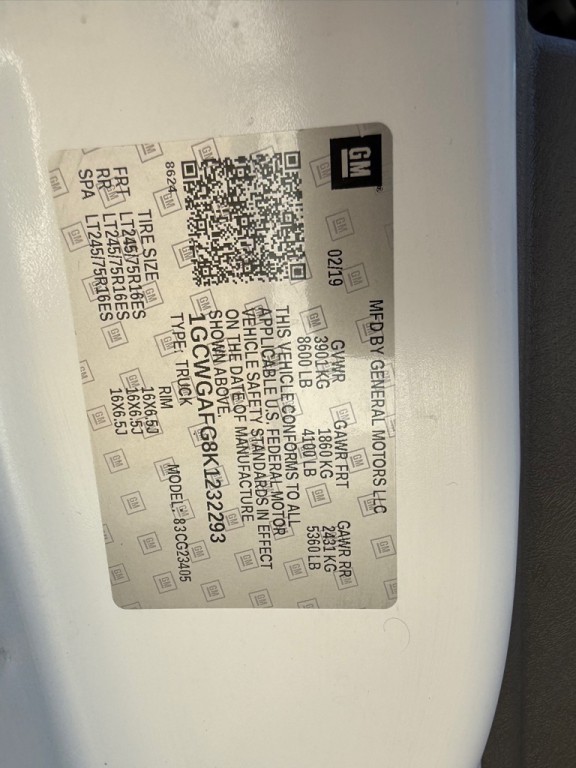 GM
MFD BY GENERAL MOTORS LLC
02/19
GVWR GAWR FRT GAWR RR
3901 KG 1860 KG 2431 KG
8600 LB 4100 LB 5360 LB
THIS VEHICLE CONFORMS TO ALL
APPLICABLE U.S. FEDERAL MOTOR
VEHICLE SAFETY STANDARDS IN EFFECT
ON THE DATE OF MANUFACTURE
SHOWN ABOVE.
1GCWGAFG8K1232293
TYPE: TRUCK MODEL: 83CG23405
8624
TIRE SIZE RIM
FRT LT245/75R16ES 16X6.5J
RR LT245/75R16ES 16X6.5J
SPA LT245/75R16ES 16X6.5J